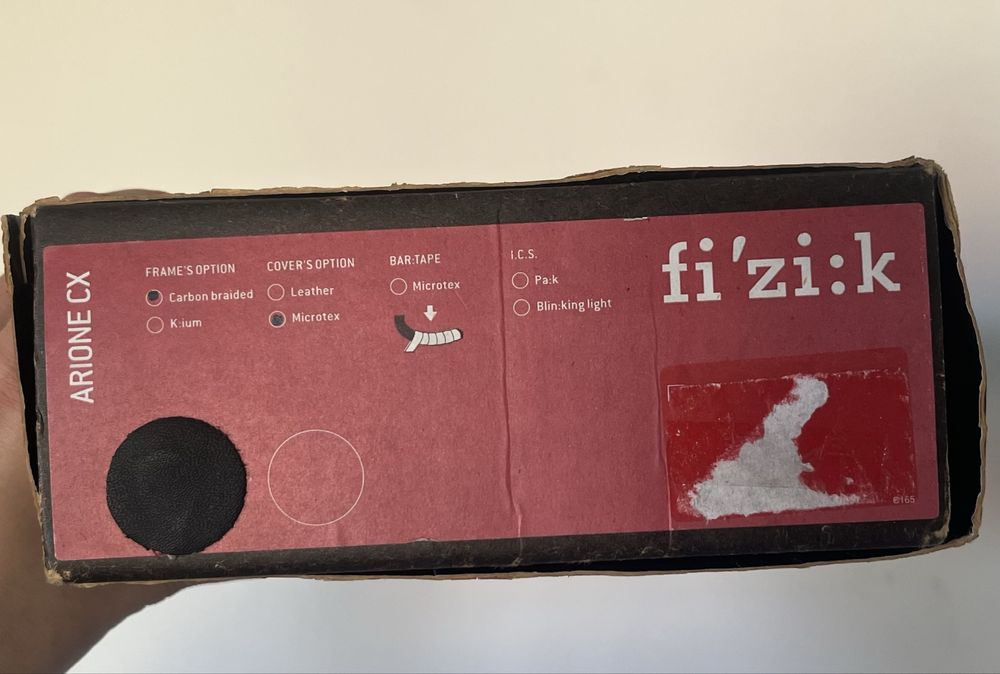 ARIONE CX
FRAME'S OPTION
Carbon braided
K:ium
COVER'S OPTION
Leather
Microtex
BAR:TAPE
Microtex
I.C.S.
Pa:k
Blin:king light
fi'zi:k
C165